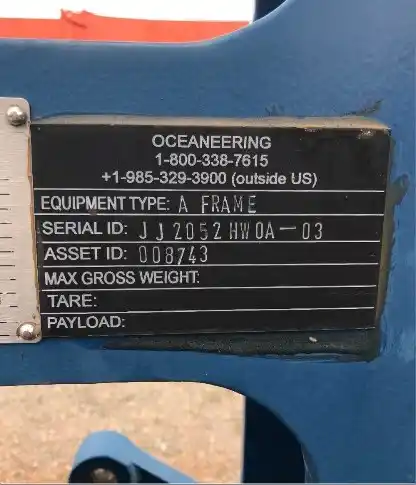 OCEANEERING
1-800-338-7615
+1-985-329-3900 (outside US)
EQUIPMENT TYPE: A FRAME
SERIAL ID: JJ2052HWOA-03
ASSET ID: 008743
MAX GROSS WEIGHT:
TARE:
PAYLOAD: